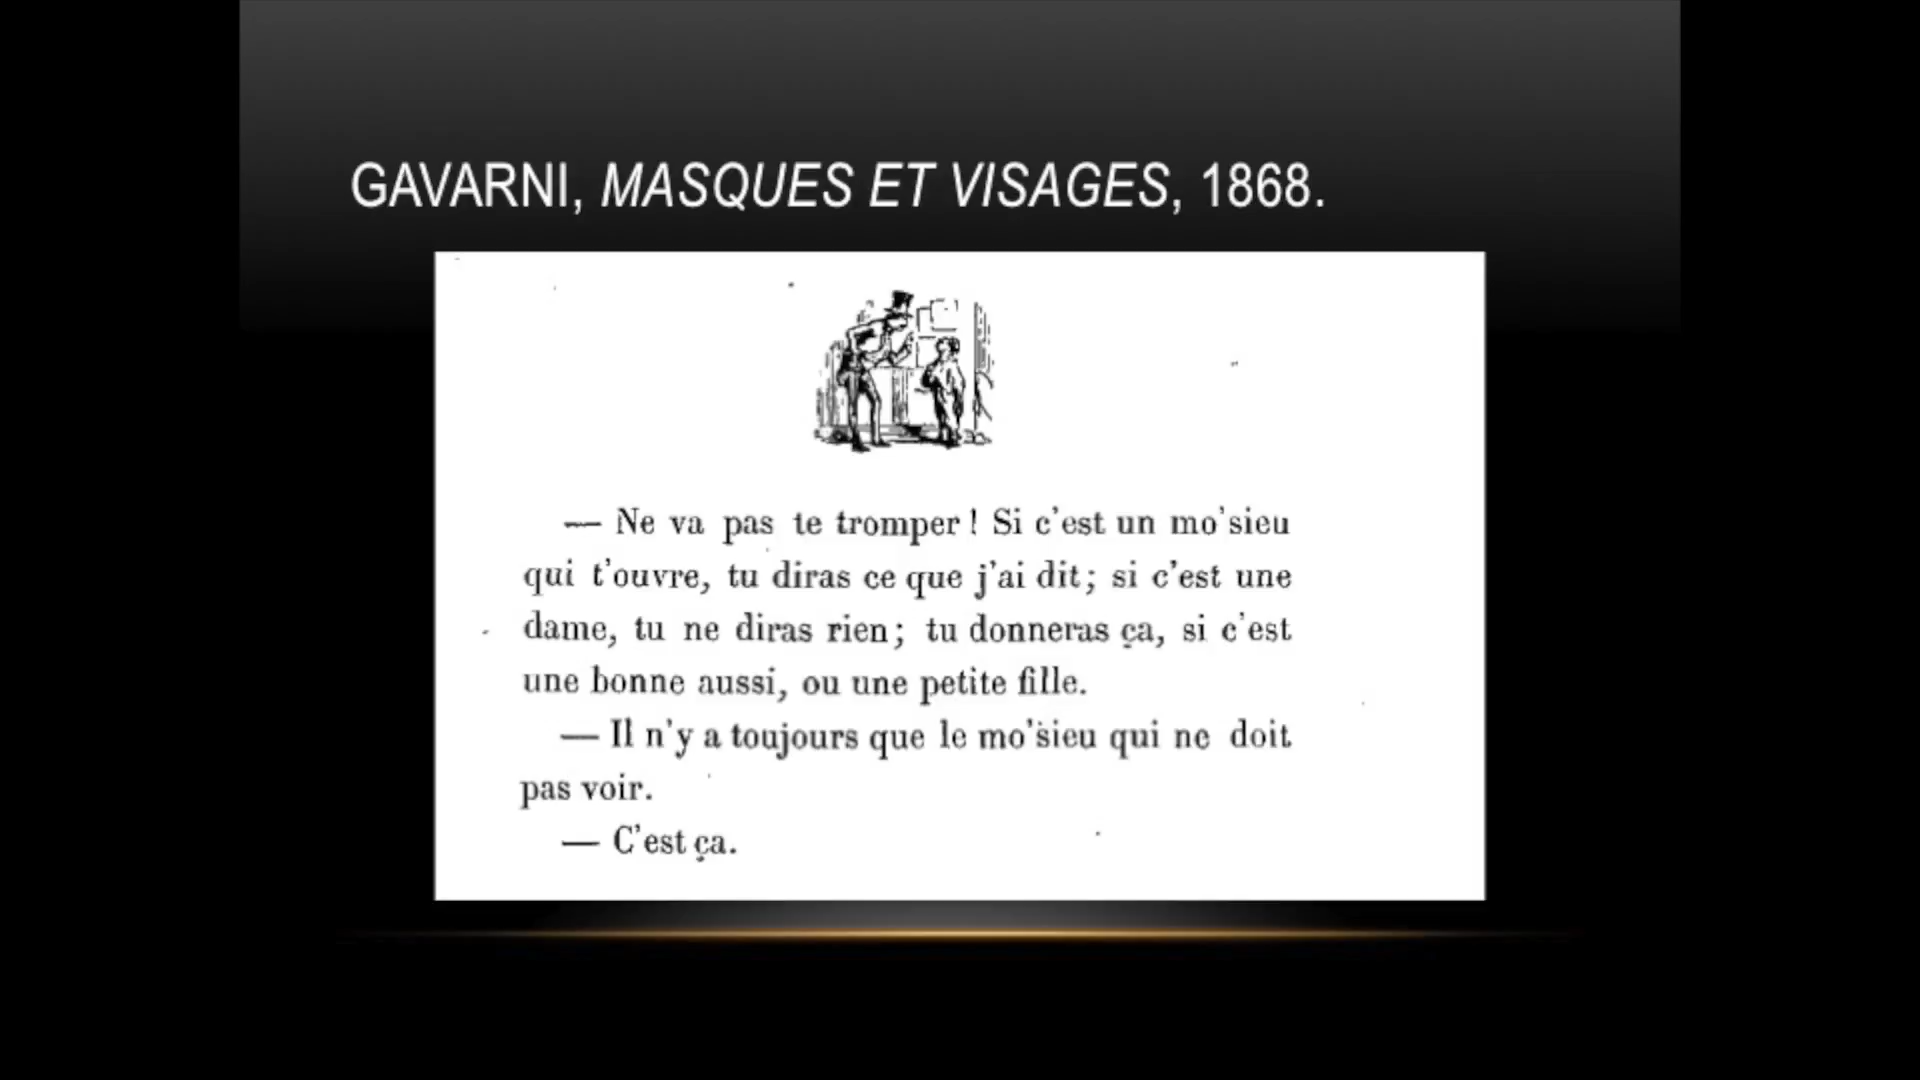 GAVARNI, MASQUES ET VISAGES, 1868.
— Ne va pas te tromper ! Si c'est un mo'sieu
qui t'ouvre, tu diras ce que j'ai dit; si c'est une
dame, tu ne diras rien; tu donneras ça, si c'est
une bonne aussi, ou une petite fille.
— Il n'y a toujours que le mo'sieu qui ne doit
pas voir.
— C'est ça.